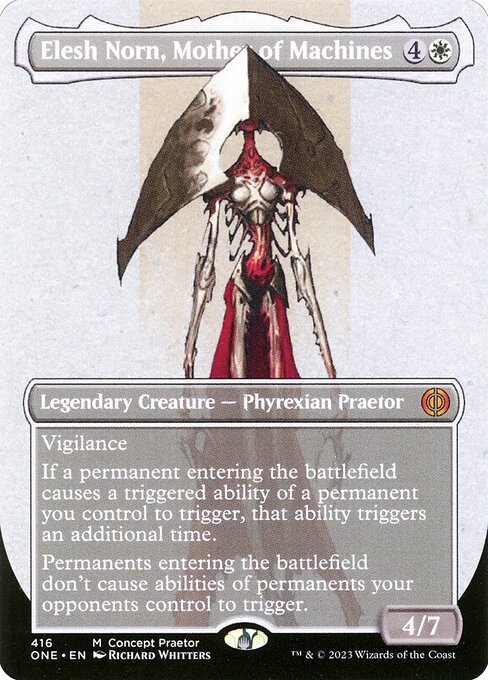 Elesh Norn, Mother of Machines 4
Legendary Creature — Phyrexian Praetor
Vigilance
If a permanent entering the battlefield
causes a triggered ability of a permanent
you control to trigger, that ability triggers
an additional time.
Permanents entering the battlefield
don't cause abilities of permanents your
opponents control to trigger.
4/7
416 M Concept Praetor
ONE • EN Richard Whitters ™ & © 2023 Wizards of the Coast